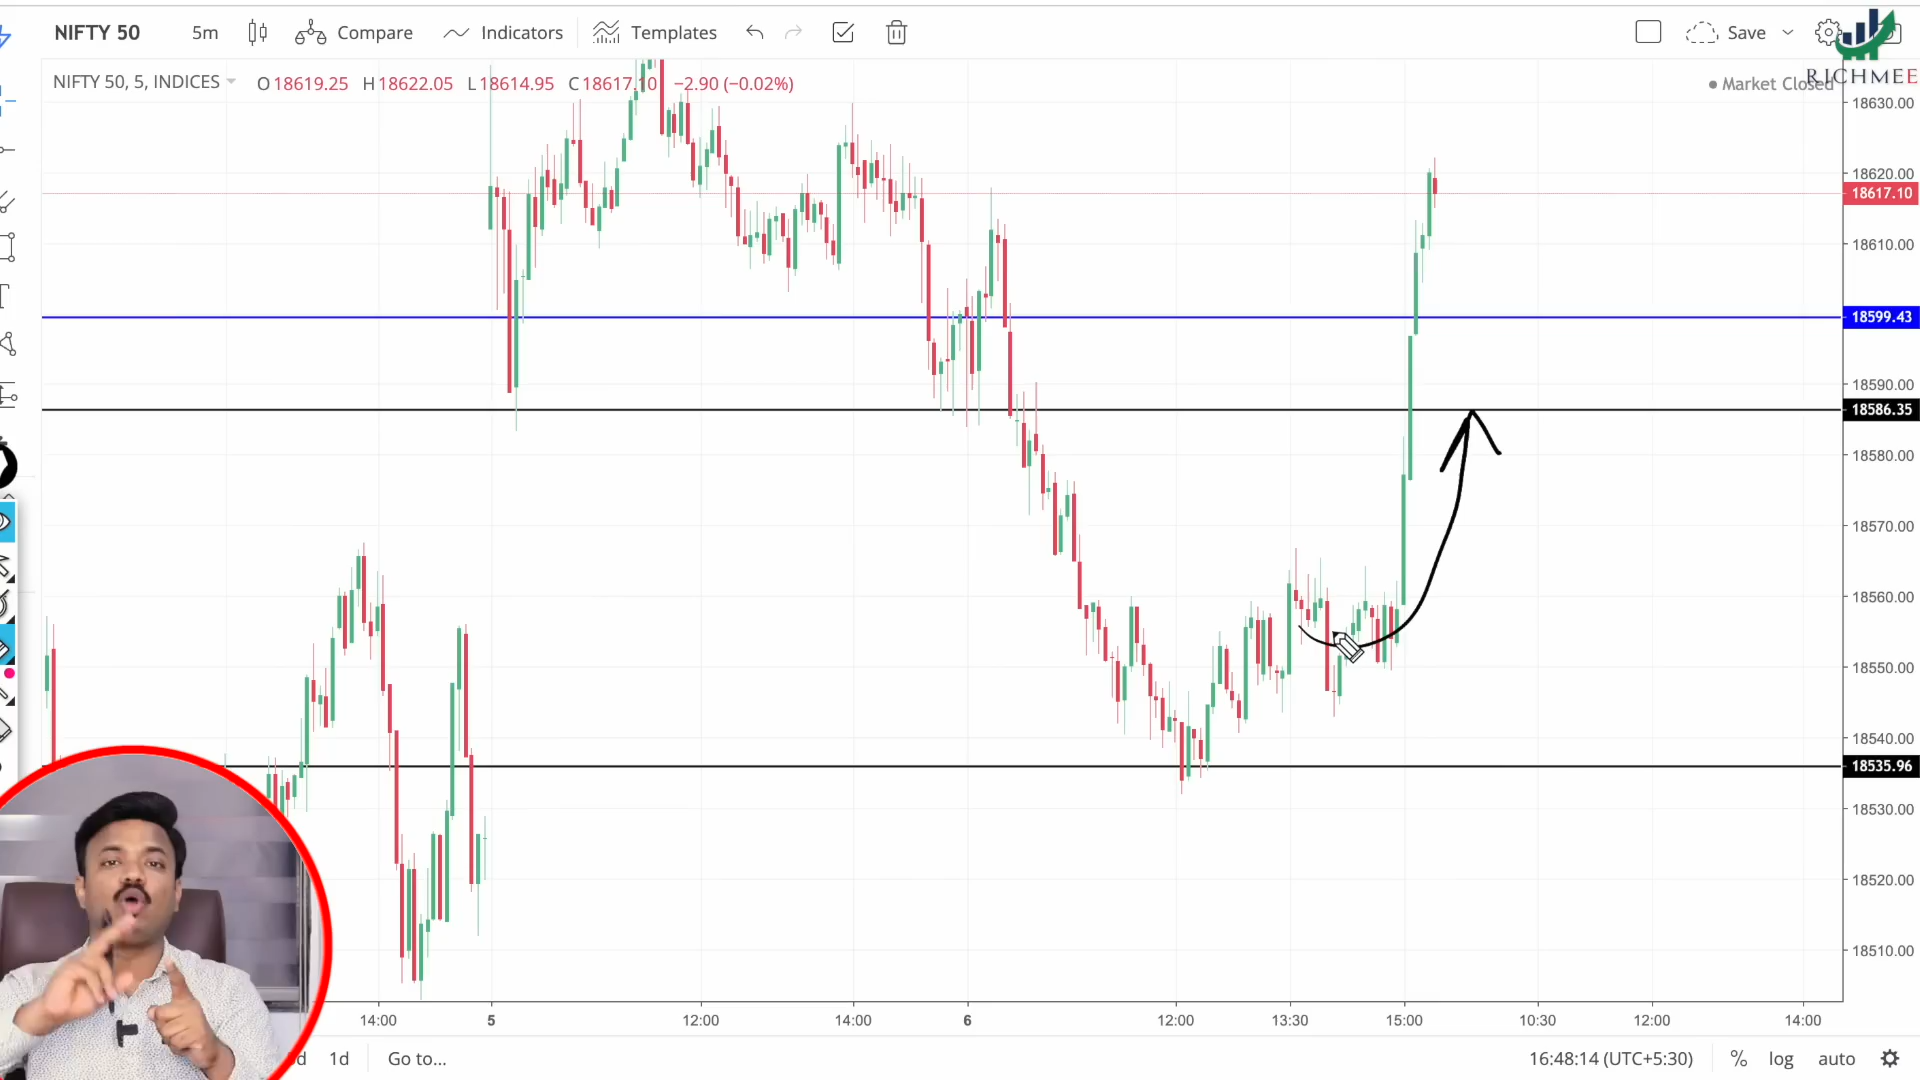 NIFTY 50 5m Compare Indicators Templates Save
NIFTY 50, 5, INDICES O18619.25 H18622.05 L18614.95 C18617.10 −2.90 (−0.02%)
RICHMEE
Market Closed
18630.00
18620.00
18617.10
18610.00
18599.43
18590.00
18586.35
18580.00
18570.00
18560.00
18550.00
18540.00
18535.96
18530.00
18520.00
18510.00
14:00 5 12:00 14:00 6 12:00 13:30 15:00 10:30 12:00 14:00
1d Go to... 16:48:14 (UTC+5:30) % log auto